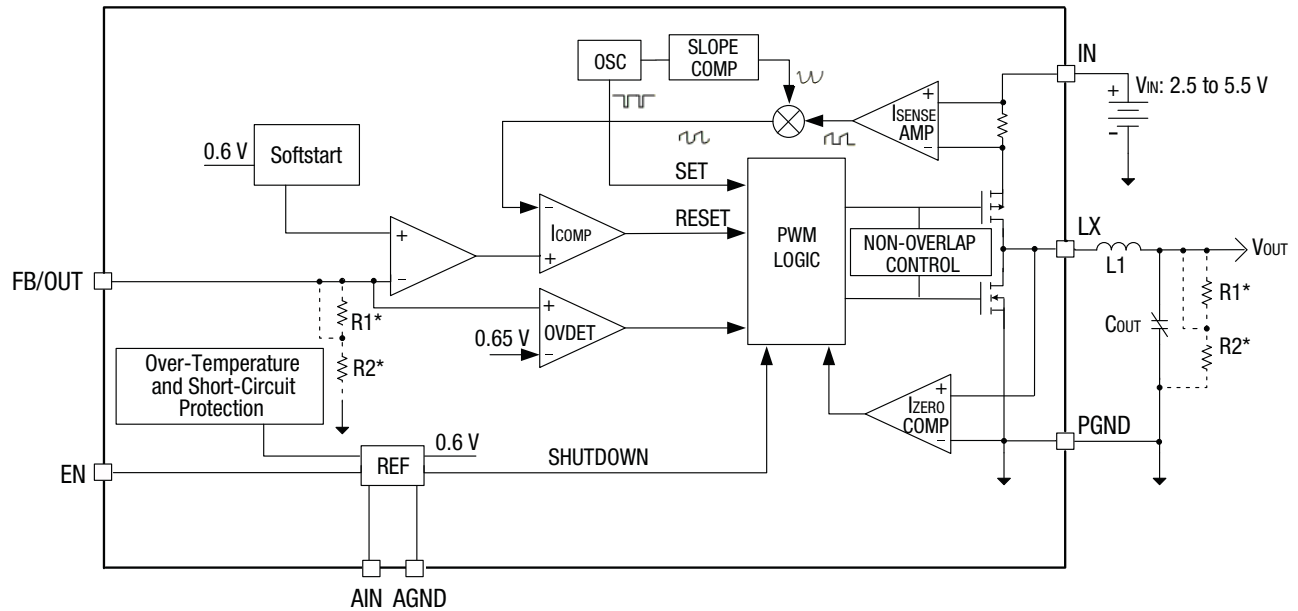 OSC
SLOPE
COMP
IN
+
VIN: 2.5 to 5.5 V
-
+
ISENSE
AMP
-
0.6 V
Softstart
SET
-
ICOMP
+
RESET
PWM
LOGIC
NON-OVERLAP
CONTROL
LX
L1
VOUT
+
-
FB/OUT
R1*
R2*
+
OVDET
-
0.65 V
COUT
R1*
R2*
Over-Temperature
and Short-Circuit
Protection
+
IZERO
COMP
-
PGND
0.6 V
EN
REF
SHUTDOWN
AIN
AGND